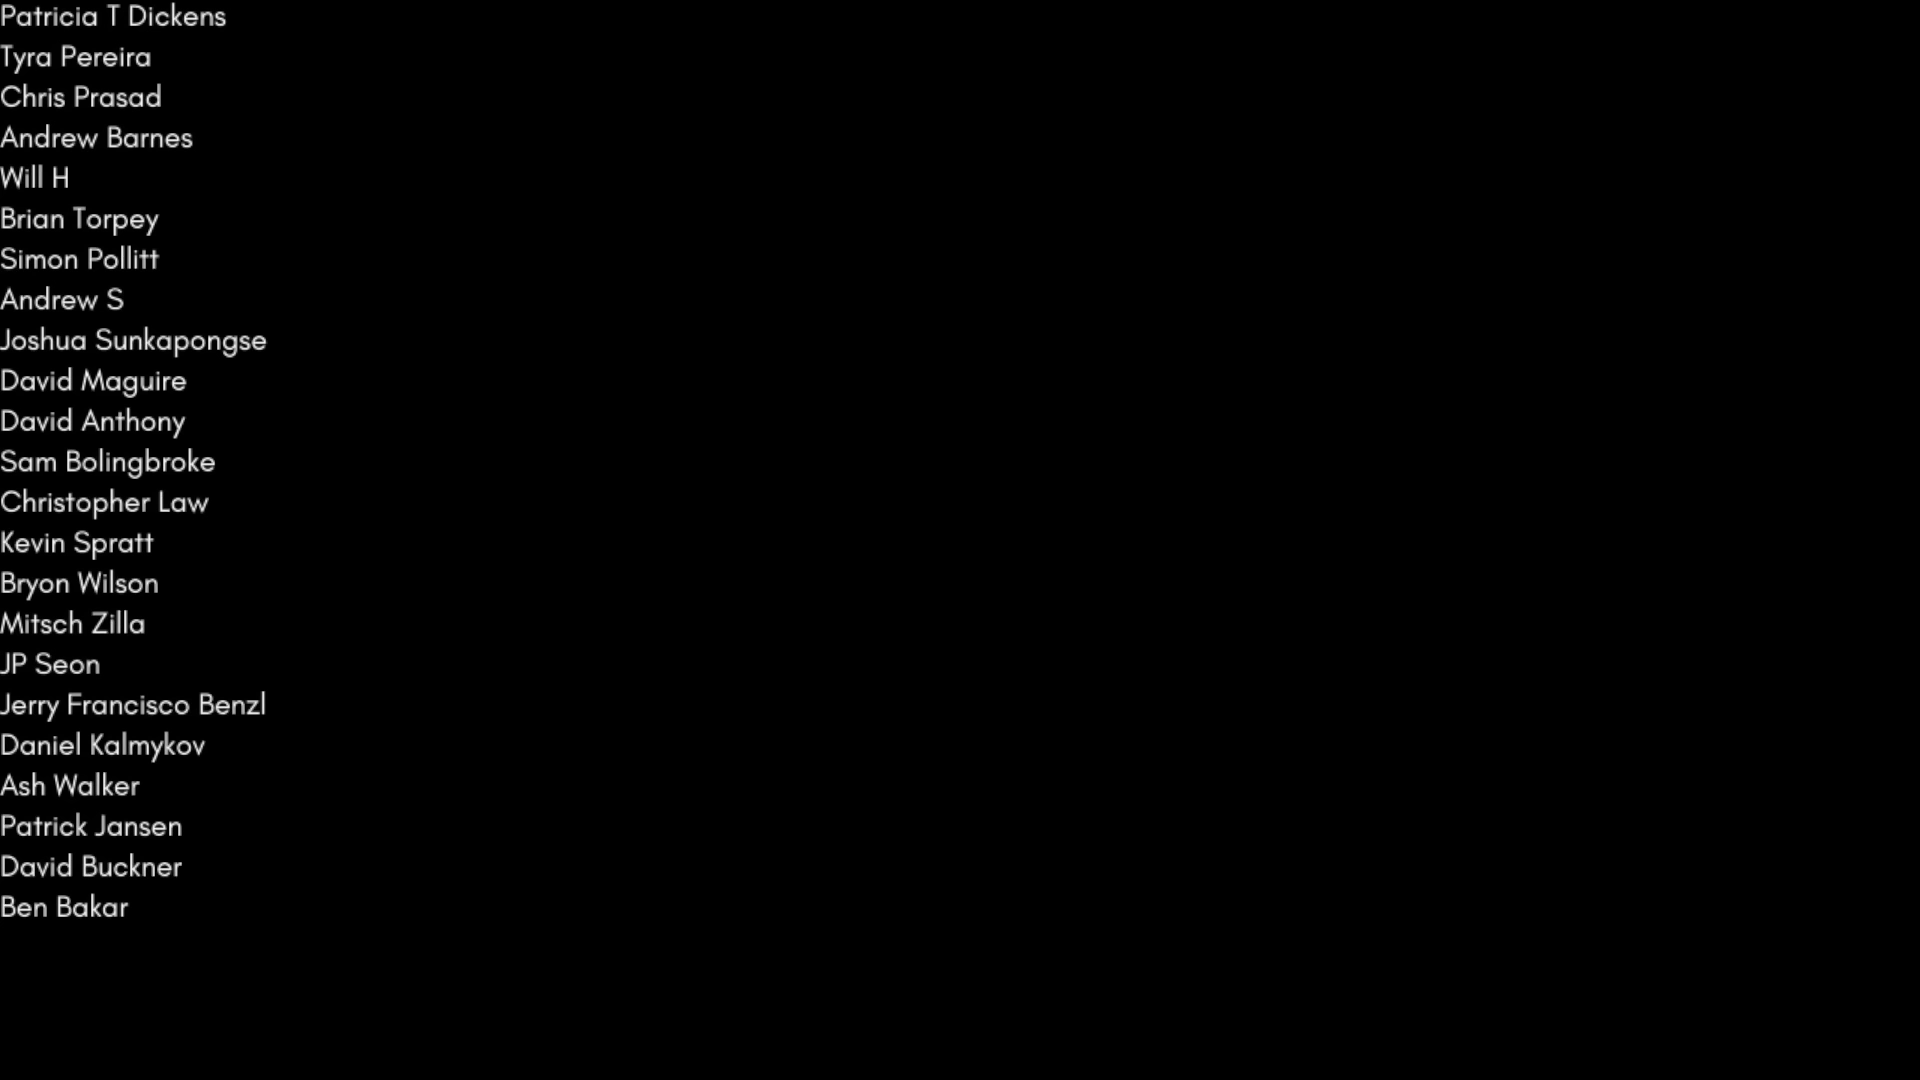 Patricia T Dickens
Tyra Pereira
Chris Prasad
Andrew Barnes
Will H
Brian Torpey
Simon Pollitt
Andrew S
Joshua Sunkapongse
David Maguire
David Anthony
Sam Bolingbroke
Christopher Law
Kevin Spratt
Bryon Wilson
Mitsch Zilla
JP Seon
Jerry Francisco Benzl
Daniel Kalmykov
Ash Walker
Patrick Jansen
David Buckner
Ben Bakar